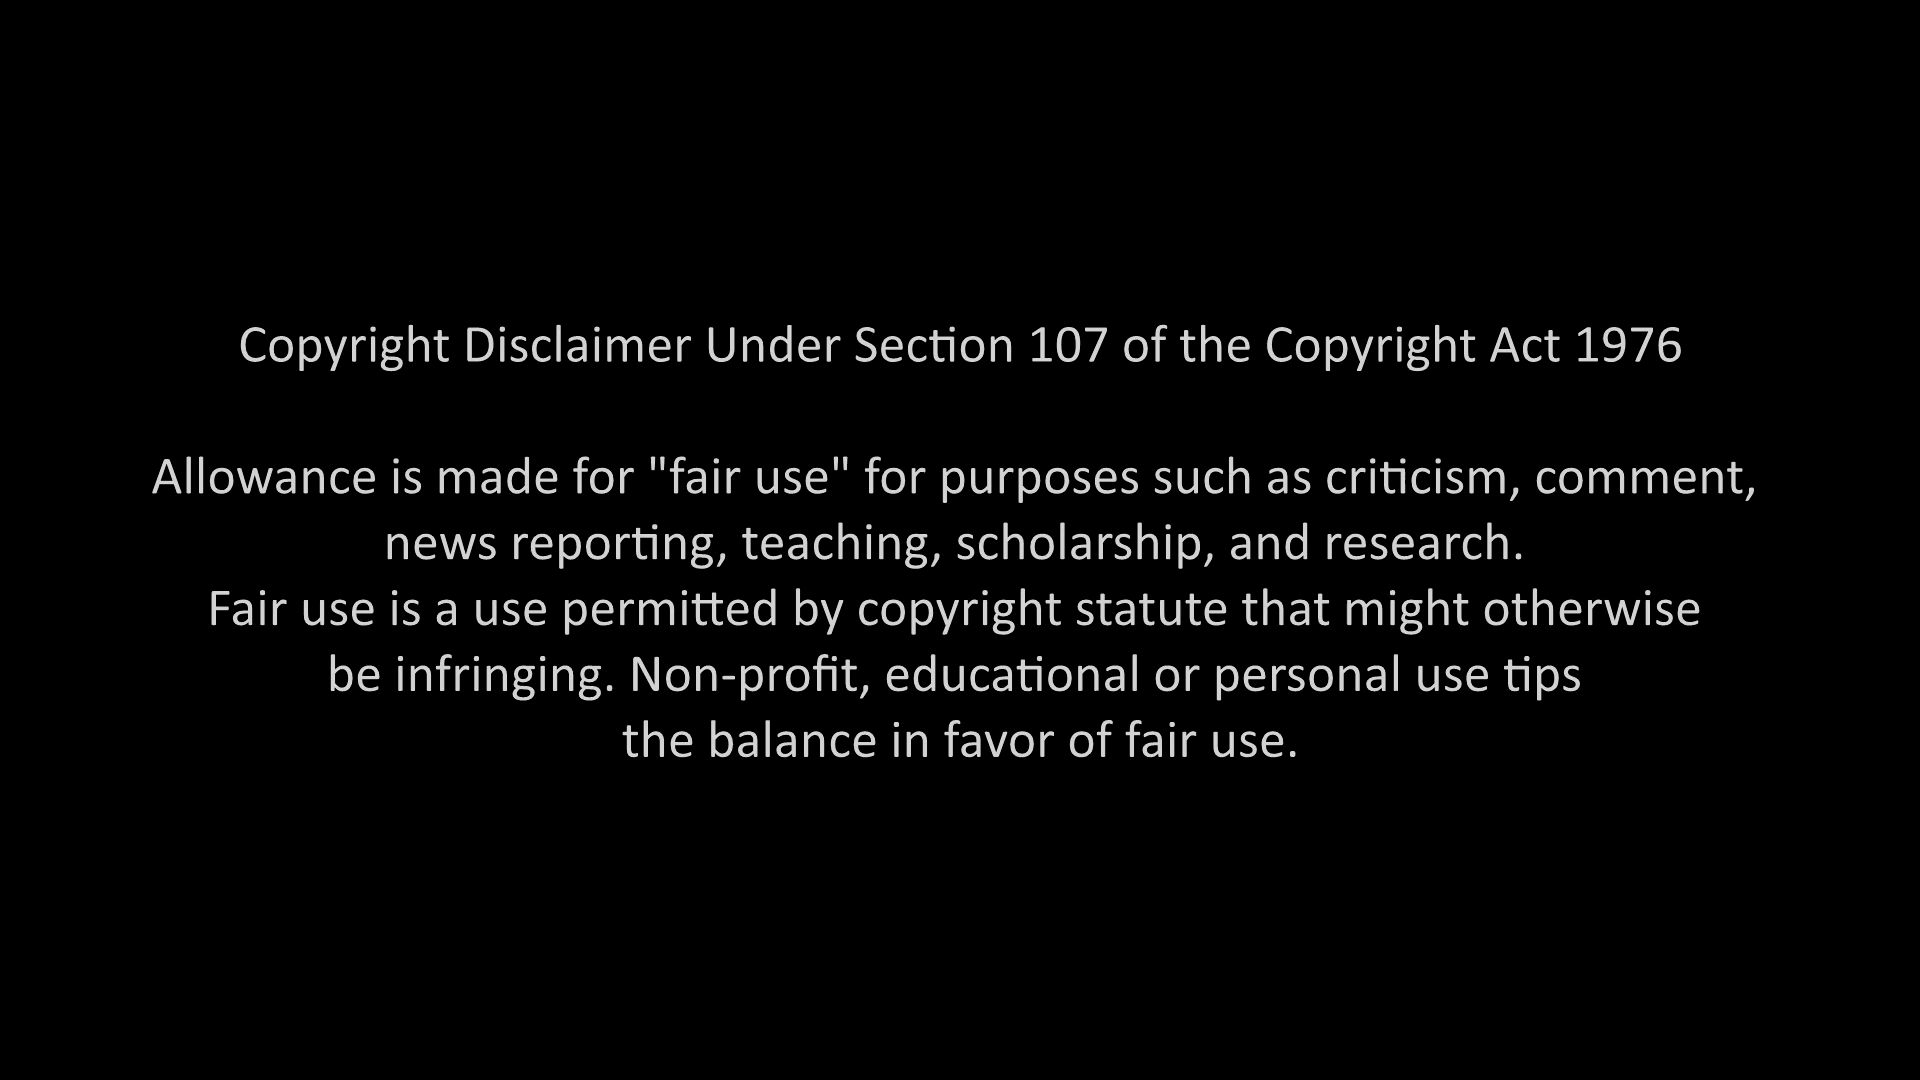 Copyright Disclaimer Under Section 107 of the Copyright Act 1976
Allowance is made for "fair use" for purposes such as criticism, comment,
news reporting, teaching, scholarship, and research.
Fair use is a use permitted by copyright statute that might otherwise
be infringing. Non-profit, educational or personal use tips
the balance in favor of fair use.